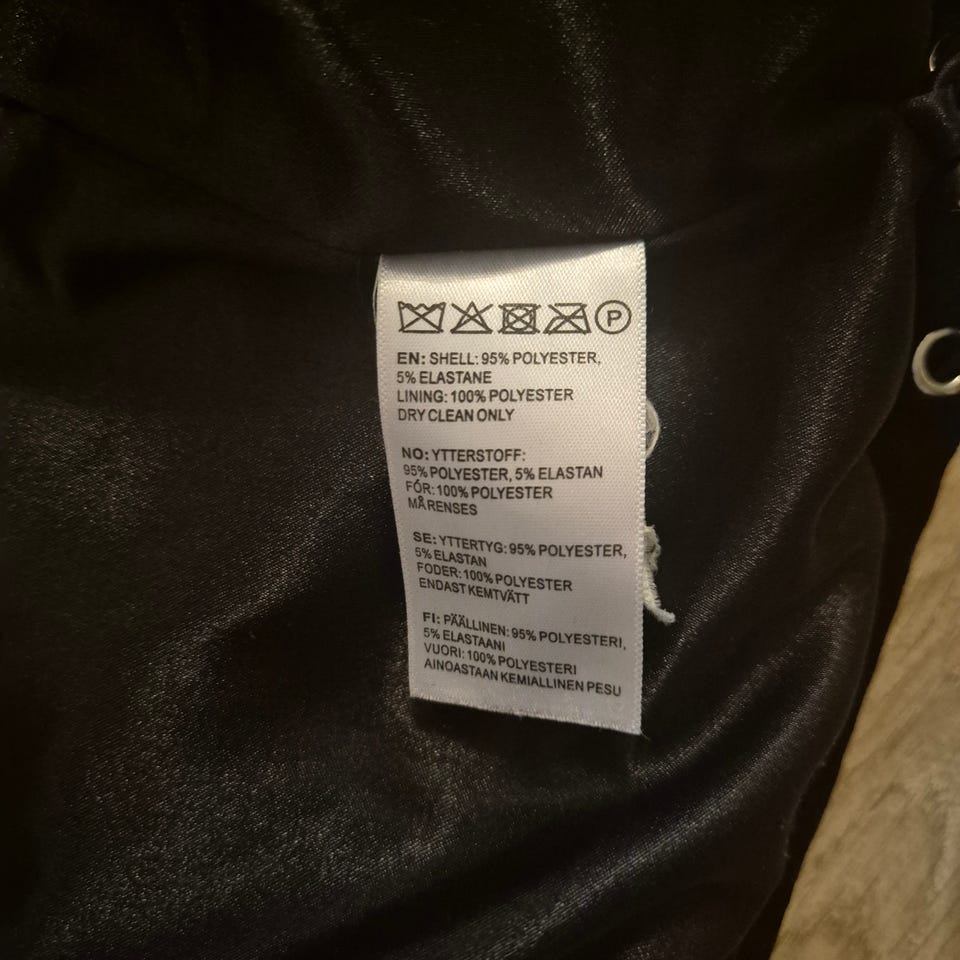 P
EN: SHELL: 95% POLYESTER,
5% ELASTANE
LINING: 100% POLYESTER
DRY CLEAN ONLY
NO: YTTERSTOFF:
95% POLYESTER, 5% ELASTAN
FÓR: 100% POLYESTER
MÅ RENSES
SE: YTTERTYG: 95% POLYESTER,
5% ELASTAN
FODER: 100% POLYESTER
ENDAST KEMTVÄTT
FI: PÄÄLLINEN: 95% POLYESTERI,
5% ELASTAANI
VUORI: 100% POLYESTERI
AINOASTAAN KEMIALLINEN PESU